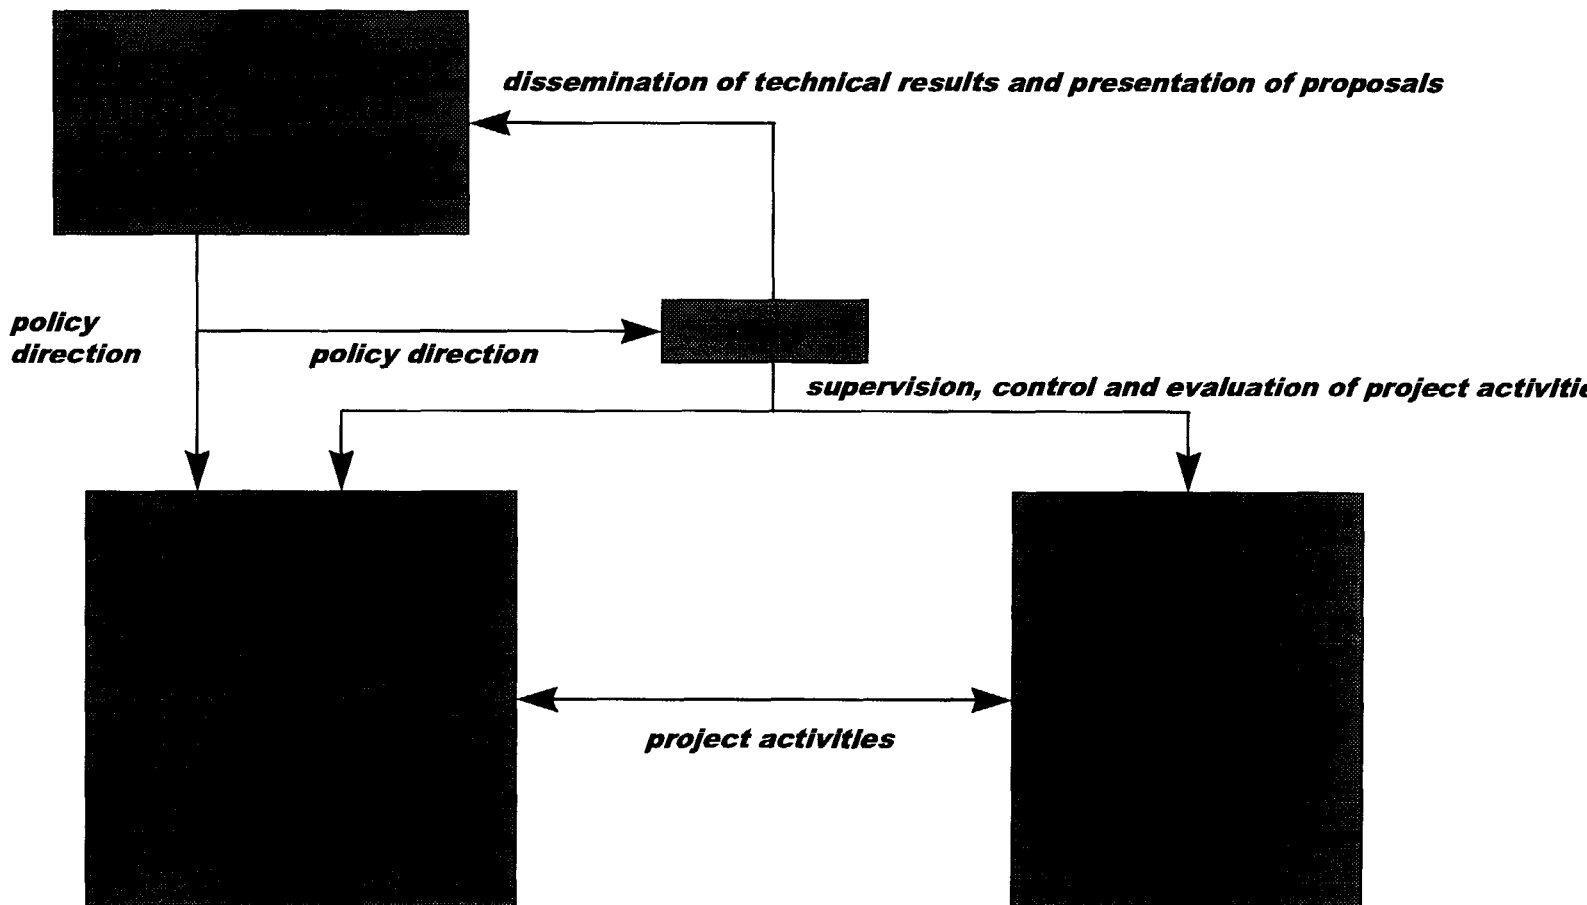 dissemination of technical results and presentation of proposals
policy
direction
policy direction
supervision, control and evaluation of project activitie
project activities